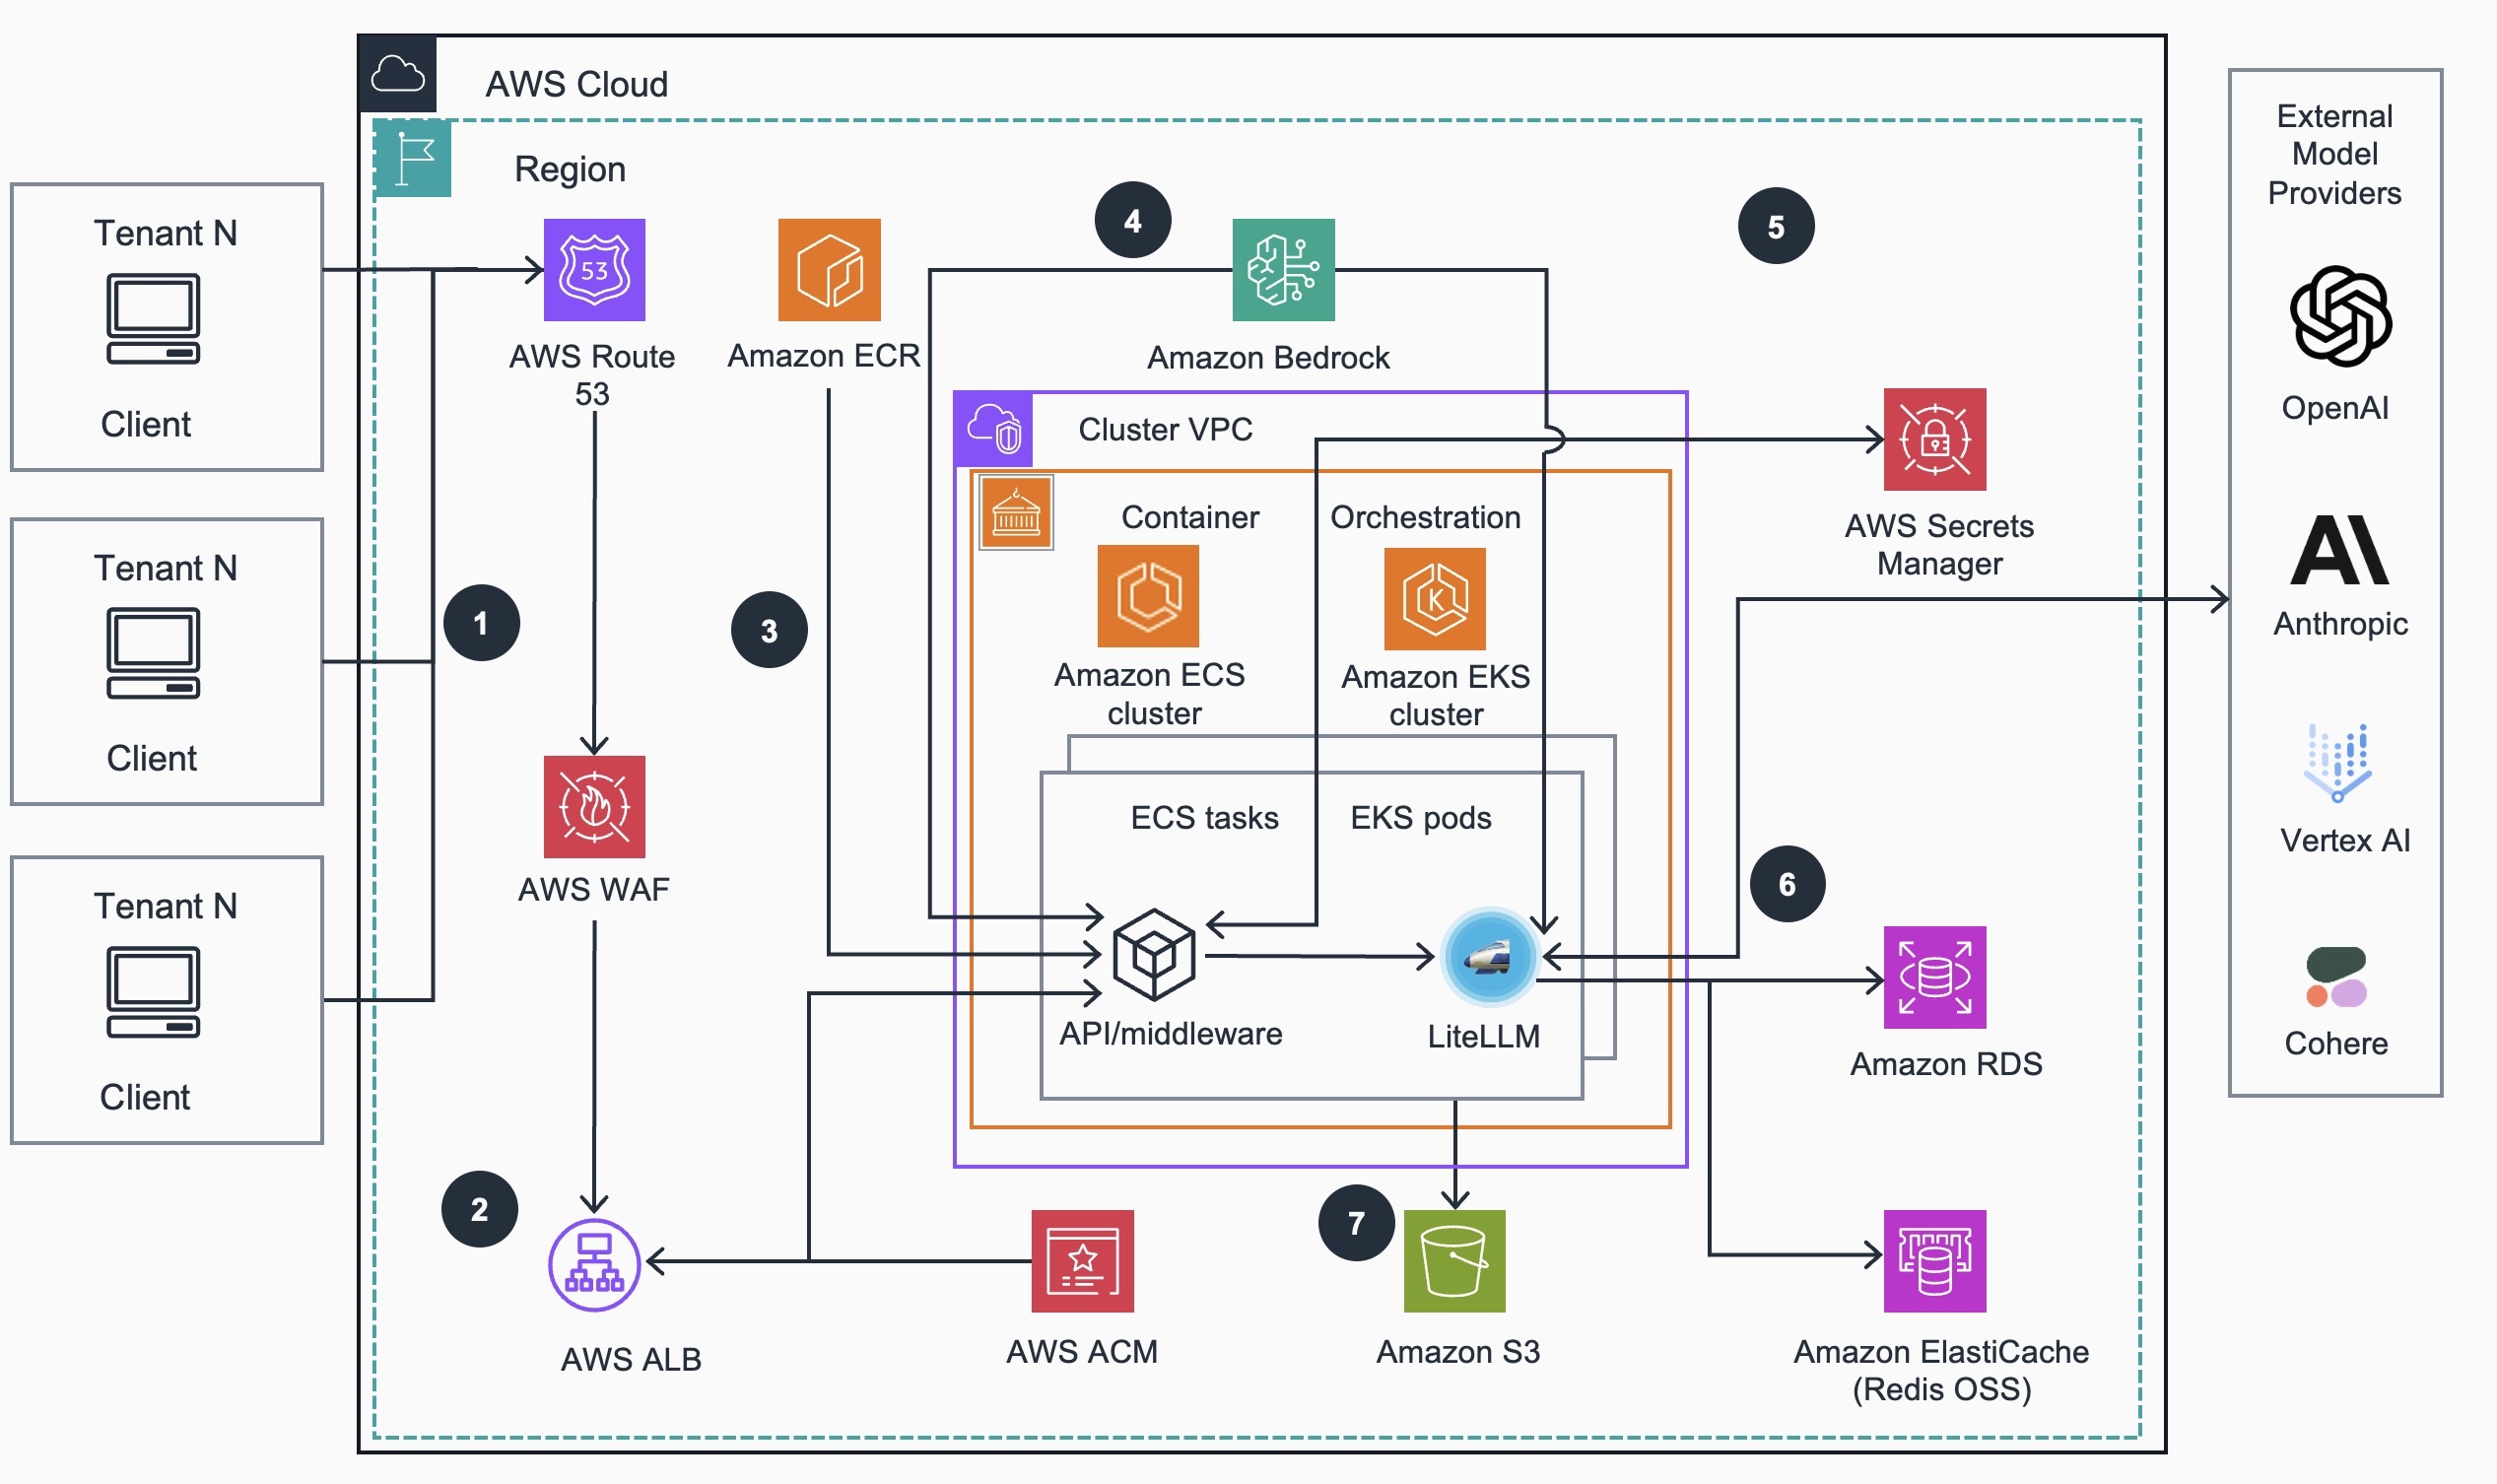 AWS Cloud
Region
Tenant N
Client
Tenant N
Client
Tenant N
Client
1
53
AWS Route
53
AWS WAF
2
AWS ALB
3
Amazon ECR
4
Amazon Bedrock
Cluster VPC
Container
Orchestration
Amazon ECS
cluster
K
Amazon EKS
cluster
ECS tasks
EKS pods
API/middleware
LiteLLM
AWS ACM
7
Amazon S3
5
AWS Secrets
Manager
6
Amazon RDS
Amazon ElastiCache
(Redis OSS)
External
Model
Providers
OpenAI
A\
Anthropic
Vertex AI
Cohere